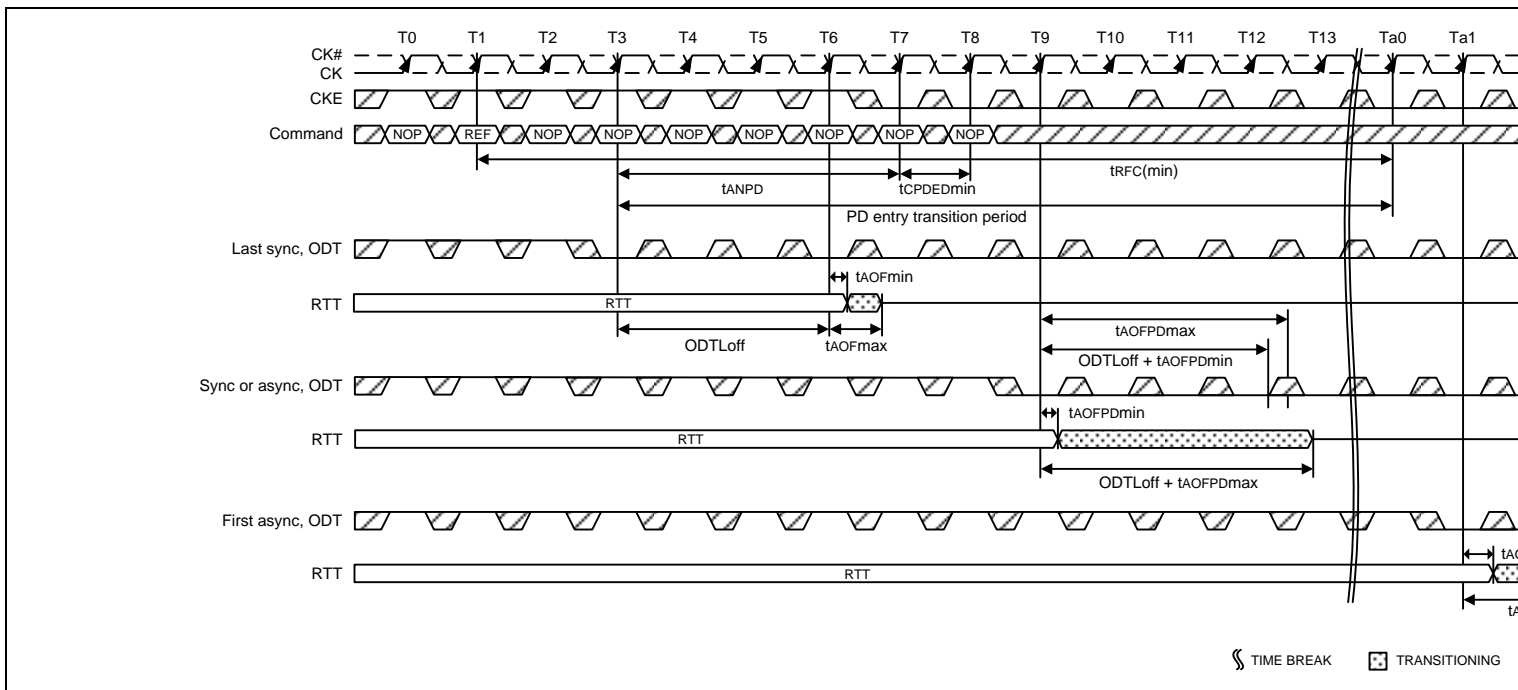 T0 T1 T2 T3 T4 T5 T6 T7 T8 T9 T10 T11 T12 T13 Ta0 Ta1
CK#
CK
CKE
Command NOP REF NOP NOP NOP NOP NOP NOP NOP
tRFC(min)
tANPD tCPDEDmin
PD entry transition period
Last sync, ODT
tAOFmin
RTT RTT
ODTLoff tAOFmax
tAOFPDmax
ODTLoff + tAOFPDmin
Sync or async, ODT
tAOFPDmin
RTT RTT
ODTLoff + tAOFPDmax
First async, ODT
RTT RTT
TIME BREAK TRANSITIONING